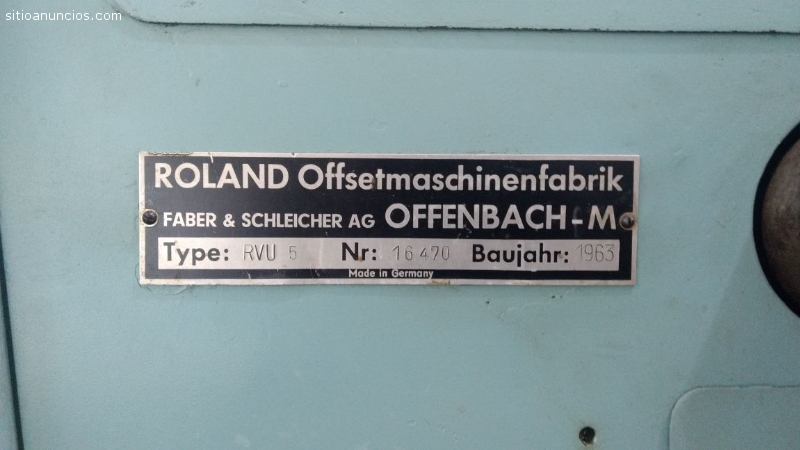 sitioanuncios.com
ROLAND Offsetmaschinenfabrik
FABER & SCHLEICHER AG OFFENBACH-M
Type: RVU 5 Nr: 16470 Baujahr: 1963
Made in Germany